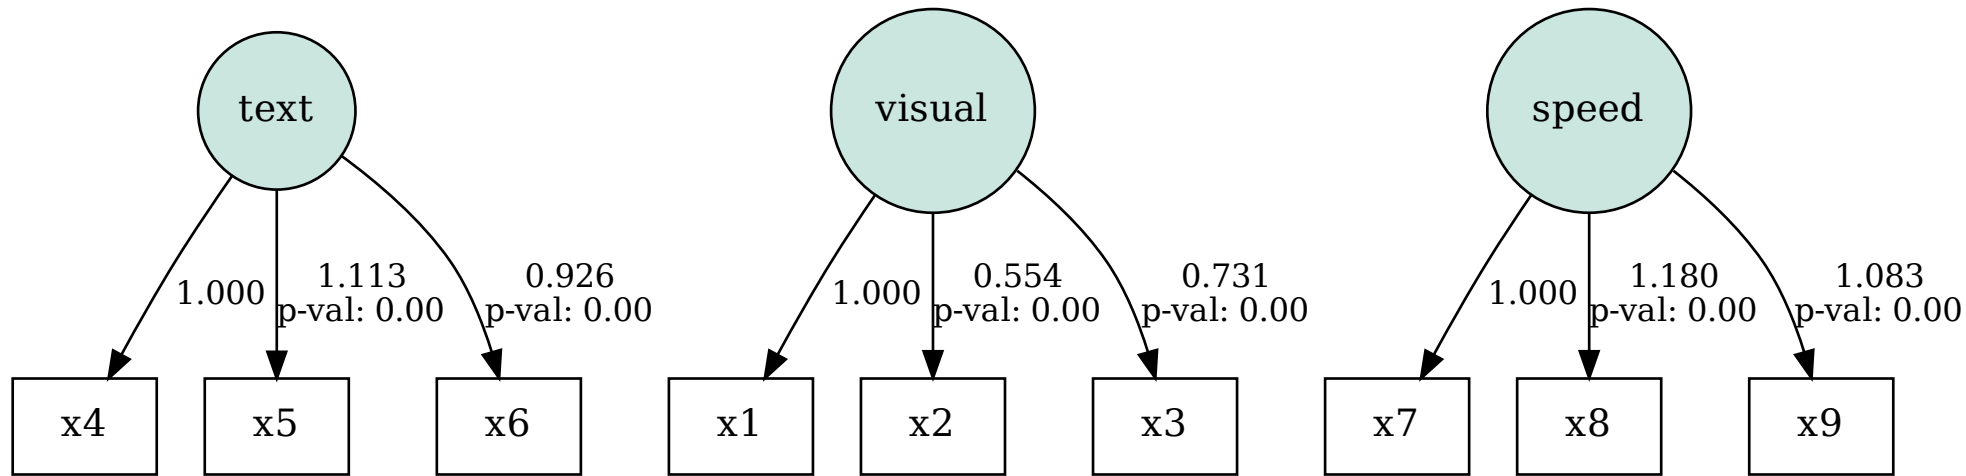 text
visual
speed
1.000
1.113
p-val: 0.00
0.926
p-val: 0.00
1.000
0.554
p-val: 0.00
0.731
p-val: 0.00
1.000
1.180
p-val: 0.00
1.083
p-val: 0.00
x4
x5
x6
x1
x2
x3
x7
x8
x9